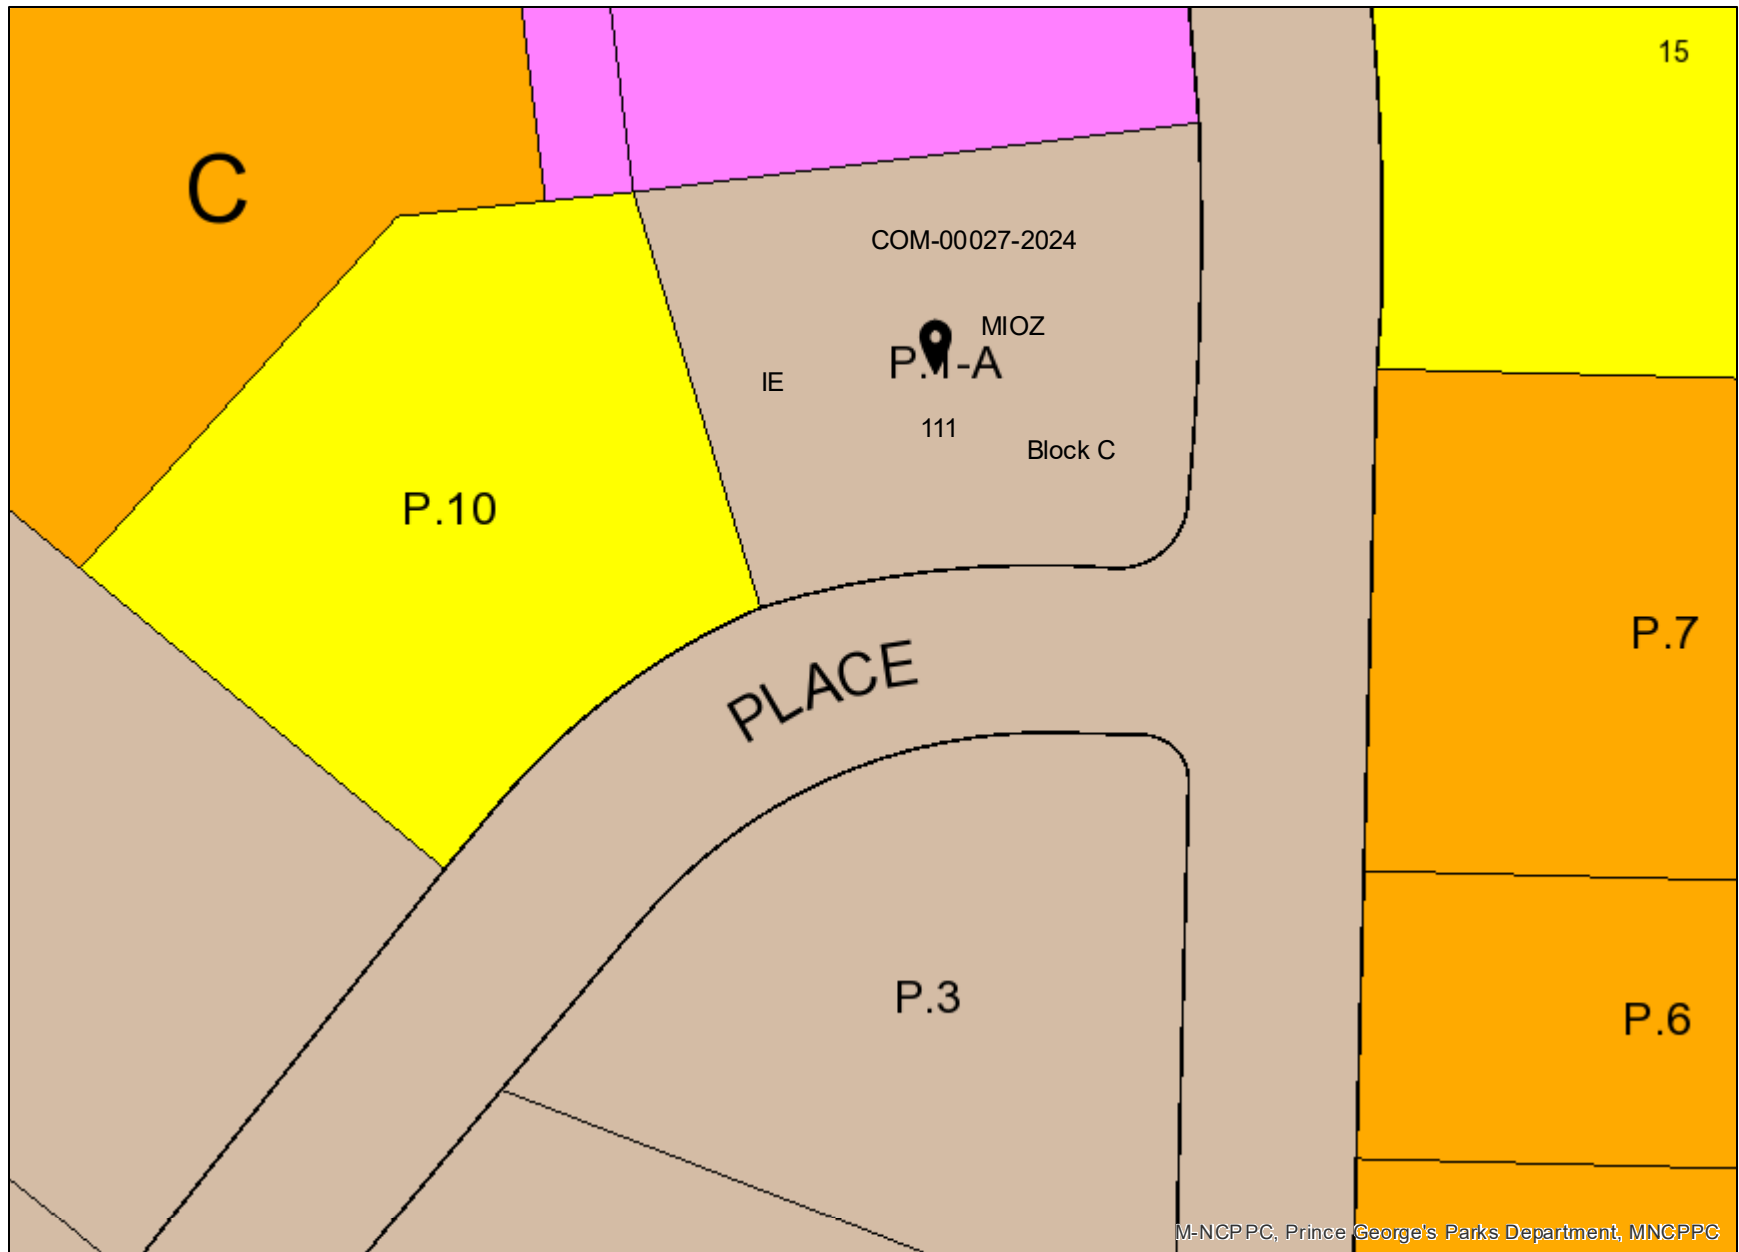 15
C
COM-00027-2024
MIOZ
P.1-A
IE
111
Block C
P.10
P.7
PLACE
P.3
P.6
M-NCPPC, Prince George's Parks Department, MNCPPC